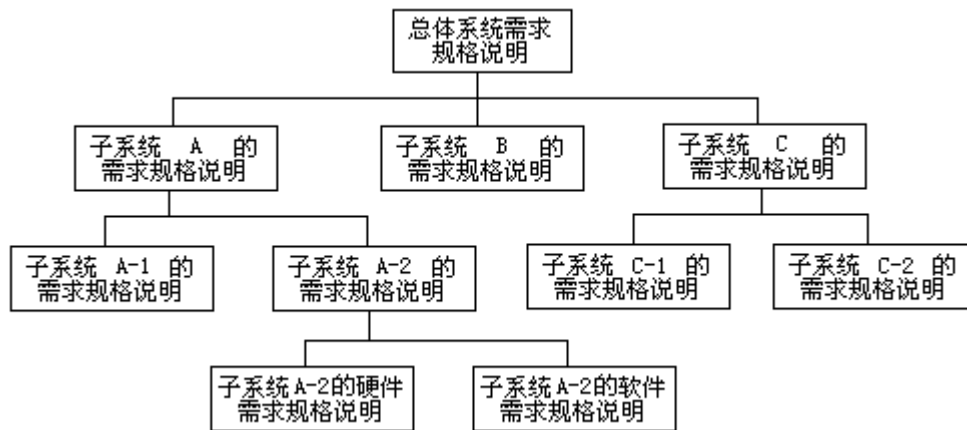 总体系统需求
规格说明
子系统 A 的
需求规格说明
子系统 B 的
需求规格说明
子系统 C 的
需求规格说明
子系统 A-1 的
需求规格说明
子系统 A-2 的
需求规格说明
子系统 C-1 的
需求规格说明
子系统 C-2 的
需求规格说明
子系统A-2的硬件
需求规格说明
子系统A-2的软件
需求规格说明